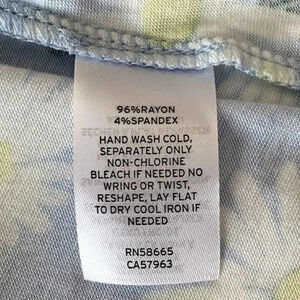 96%RAYON
4%SPANDEX
HAND WASH COLD,
SEPARATELY ONLY
NON-CHLORINE
BLEACH IF NEEDED NO
WRING OR TWIST,
RESHAPE, LAY FLAT
TO DRY COOL IRON IF
NEEDED
RN58665
CA57963